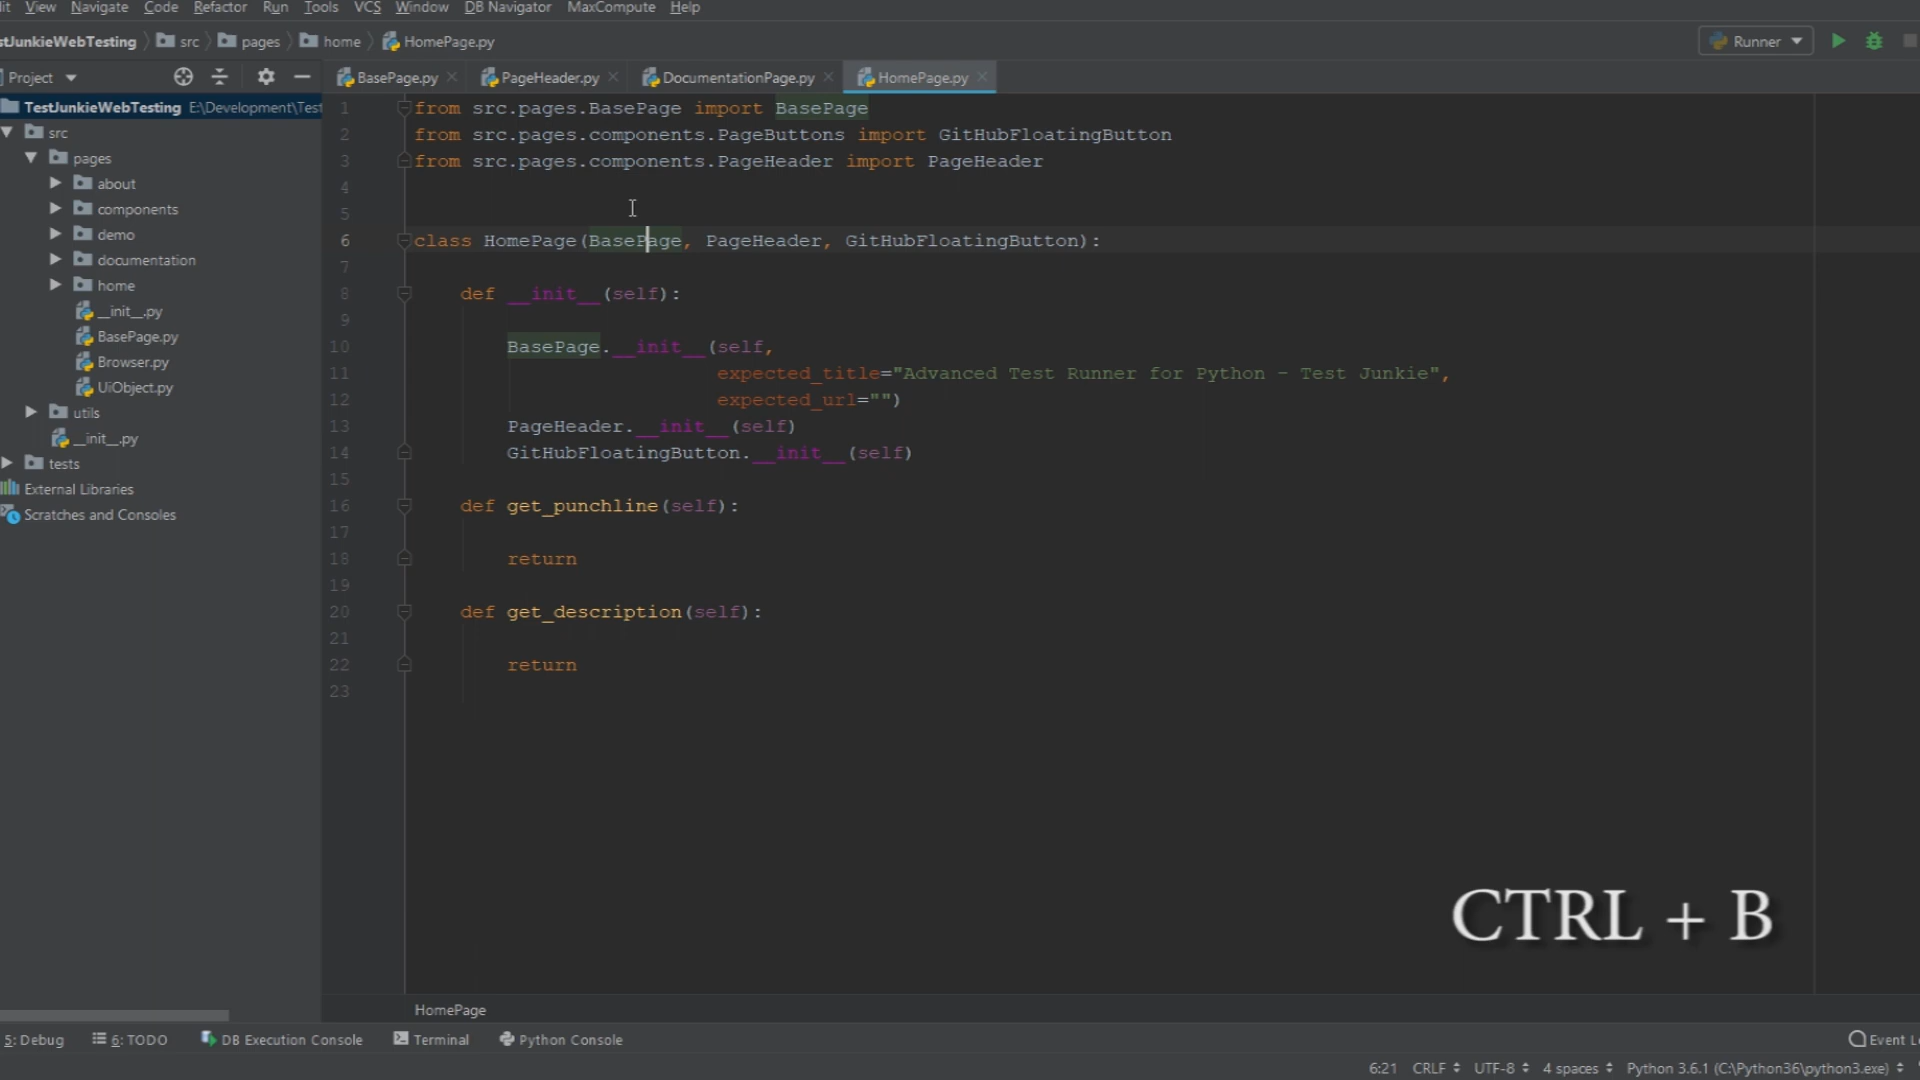 it View Navigate Code Refactor Run Tools VCS Window DB Navigator MaxCompute Help
stJunkieWebTesting src pages home HomePage.py Runner
Project BasePage.py PageHeader.py DocumentationPage.py HomePage.py
TestJunkieWebTesting E:\Development\Test
src
pages
about
components
demo
documentation
home
__init__.py
BasePage.py
Browser.py
UiObject.py
utils
__init__.py
tests
External Libraries
Scratches and Consoles
1 from src.pages.BasePage import BasePage
2 from src.pages.components.PageButtons import GitHubFloatingButton
3 from src.pages.components.PageHeader import PageHeader
4
5
6 class HomePage(BasePage, PageHeader, GitHubFloatingButton):
7
8 def __init__(self):
9
10 BasePage.__init__(self,
11 expected_title="Advanced Test Runner for Python - Test Junkie",
12 expected_url="")
13 PageHeader.__init__(self)
14 GitHubFloatingButton.__init__(self)
15
16 def get_punchline(self):
17
18 return
19
20 def get_description(self):
21
22 return
23
CTRL + B
HomePage
5: Debug 6: TODO DB Execution Console Terminal Python Console Event Lo
6:21 CRLF UTF-8 4 spaces Python 3.6.1 (C:\Python36\python3.exe)